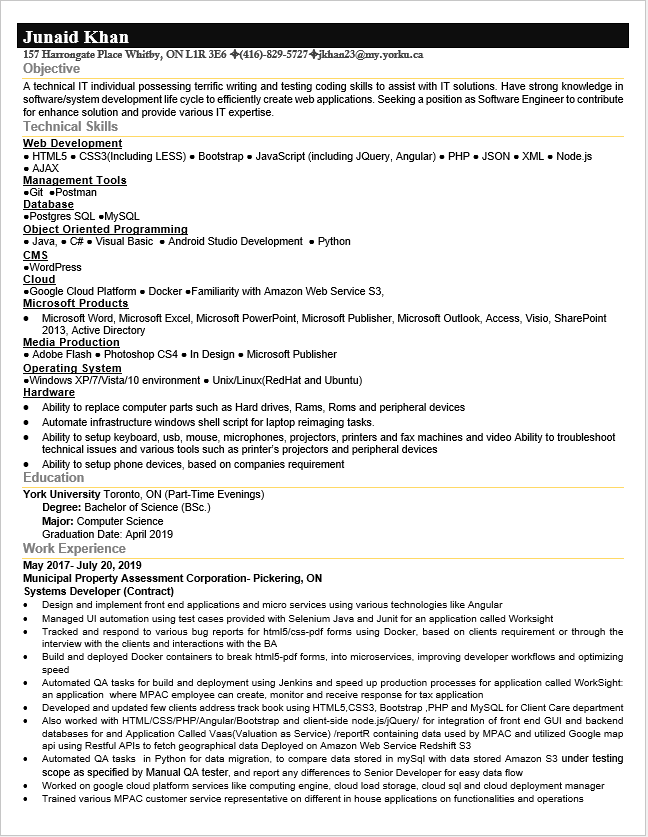 Junaid Khan
157 Harrongate Place Whitby, ON L1R 3E6 ✦(416)-829-5727✦jkhan23@my.yorku.ca
Objective
A technical IT individual possessing terrific writing and testing coding skills to assist with IT solutions. Have strong knowledge in
software/system development life cycle to efficiently create web applications. Seeking a position as Software Engineer to contribute
for enhance solution and provide various IT expertise.
Technical Skills
Web Development
● HTML5 ● CSS3(Including LESS) ● Bootstrap ● JavaScript (including JQuery, Angular) ● PHP ● JSON ● XML ● Node.js
● AJAX
Management Tools
●Git ●Postman
Database
●Postgres SQL ●MySQL
Object Oriented Programming
● Java, ● C# ● Visual Basic ● Android Studio Development ● Python
CMS
●WordPress
Cloud
●Google Cloud Platform ● Docker ●Familiarity with Amazon Web Service S3,
Microsoft Products
● Microsoft Word, Microsoft Excel, Microsoft PowerPoint, Microsoft Publisher, Microsoft Outlook, Access, Visio, SharePoint
2013, Active Directory
Media Production
● Adobe Flash ● Photoshop CS4 ● In Design ● Microsoft Publisher
Operating System
●Windows XP/7/Vista/10 environment ● Unix/Linux(RedHat and Ubuntu)
Hardware
● Ability to replace computer parts such as Hard drives, Rams, Roms and peripheral devices
● Automate infrastructure windows shell script for laptop reimaging tasks.
● Ability to setup keyboard, usb, mouse, microphones, projectors, printers and fax machines and video Ability to troubleshoot
technical issues and various tools such as printer's projectors and peripheral devices
● Ability to setup phone devices, based on companies requirement
Education
York University Toronto, ON (Part-Time Evenings)
Degree: Bachelor of Science (BSc.)
Major: Computer Science
Graduation Date: April 2019
Work Experience
May 2017- July 20, 2019
Municipal Property Assessment Corporation- Pickering, ON
Systems Developer (Contract)
● Design and implement front end applications and micro services using various technologies like Angular
● Managed UI automation using test cases provided with Selenium Java and Junit for an application called Worksight
● Tracked and respond to various bug reports for html5/css-pdf forms using Docker, based on clients requirement or through the
interview with the clients and interactions with the BA
● Build and deployed Docker containers to break html5-pdf forms, into microservices, improving developer workflows and optimizing
speed
● Automated QA tasks for build and deployment using Jenkins and speed up production processes for application called WorkSight:
an application where MPAC employee can create, monitor and receive response for tax application
● Developed and updated few clients address track book using HTML5,CSS3, Bootstrap ,PHP and MySQL for Client Care department
● Also worked with HTML/CSS/PHP/Angular/Bootstrap and client-side node.js/jQuery/ for integration of front end GUI and backend
databases for and Application Called Vaas(Valuation as Service) /reportR containing data used by MPAC and utilized Google map
api using Restful APIs to fetch geographical data Deployed on Amazon Web Service Redshift S3
● Automated QA tasks in Python for data migration, to compare data stored in mySql with data stored Amazon S3 under testing
scope as specified by Manual QA tester, and report any differences to Senior Developer for easy data flow
● Worked on google cloud platform services like computing engine, cloud load storage, cloud sql and cloud deployment manager
● Trained various MPAC customer service representative on different in house applications on functionalities and operations